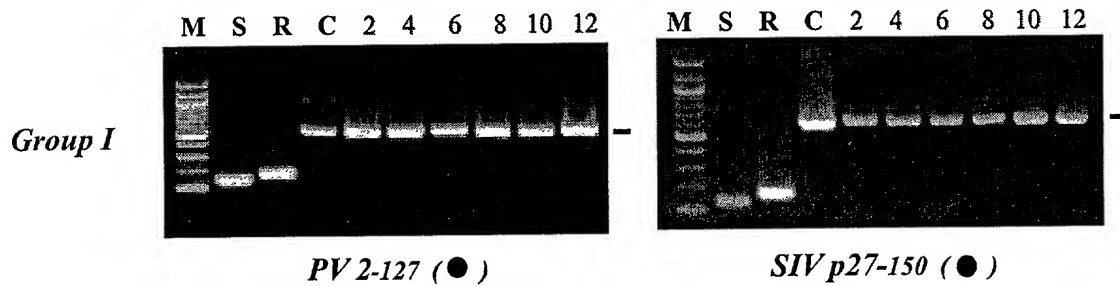 M S R C 2 4 6 8 10 12
M S R C 2 4 6 8 10 12
Group I
PV 2-127 (●)
SIV p27-150 (●)